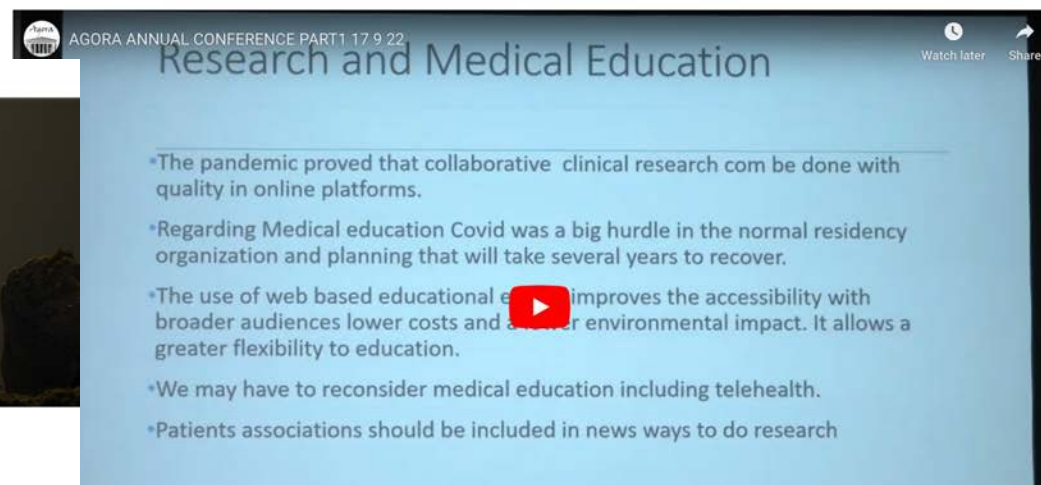 Agora
AGORA ANNUAL CONFERENCE PART1 17 9 22
Watch later
Share
Research and Medical Education
•The pandemic proved that collaborative clinical research com be done with
quality in online platforms.
•Regarding Medical education Covid was a big hurdle in the normal residency
organization and planning that will take several years to recover.
•The use of web based educational improves the accessibility with
broader audiences lower costs and environmental impact. It allows a
greater flexibility to education.
•We may have to reconsider medical education including telehealth.
•Patients associations should be included in news ways to do research